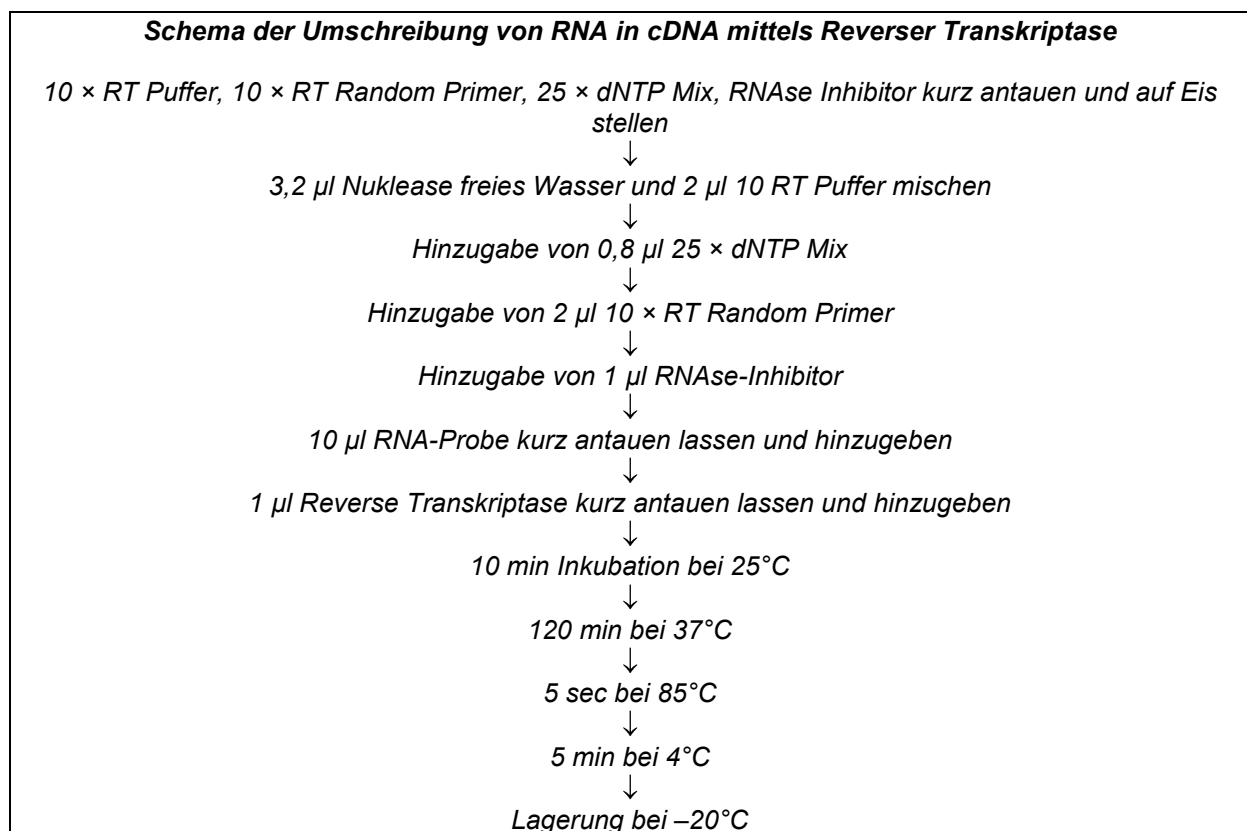 Schema der Umschreibung von RNA in cDNA mittels Reverser Transkriptase
10 × RT Puffer, 10 × RT Random Primer, 25 × dNTP Mix, RNAse Inhibitor kurz antauen und auf Eis
stellen
↓
3,2 µl Nuklease freies Wasser und 2 µl 10 RT Puffer mischen
↓
Hinzugabe von 0,8 µl 25 × dNTP Mix
↓
Hinzugabe von 2 µl 10 × RT Random Primer
↓
Hinzugabe von 1 µl RNAse-Inhibitor
↓
10 µl RNA-Probe kurz antauen lassen und hinzugeben
↓
1 µl Reverse Transkriptase kurz antauen lassen und hinzugeben
↓
10 min Inkubation bei 25°C
↓
120 min bei 37°C
↓
5 sec bei 85°C
↓
5 min bei 4°C
↓
Lagerung bei –20°C